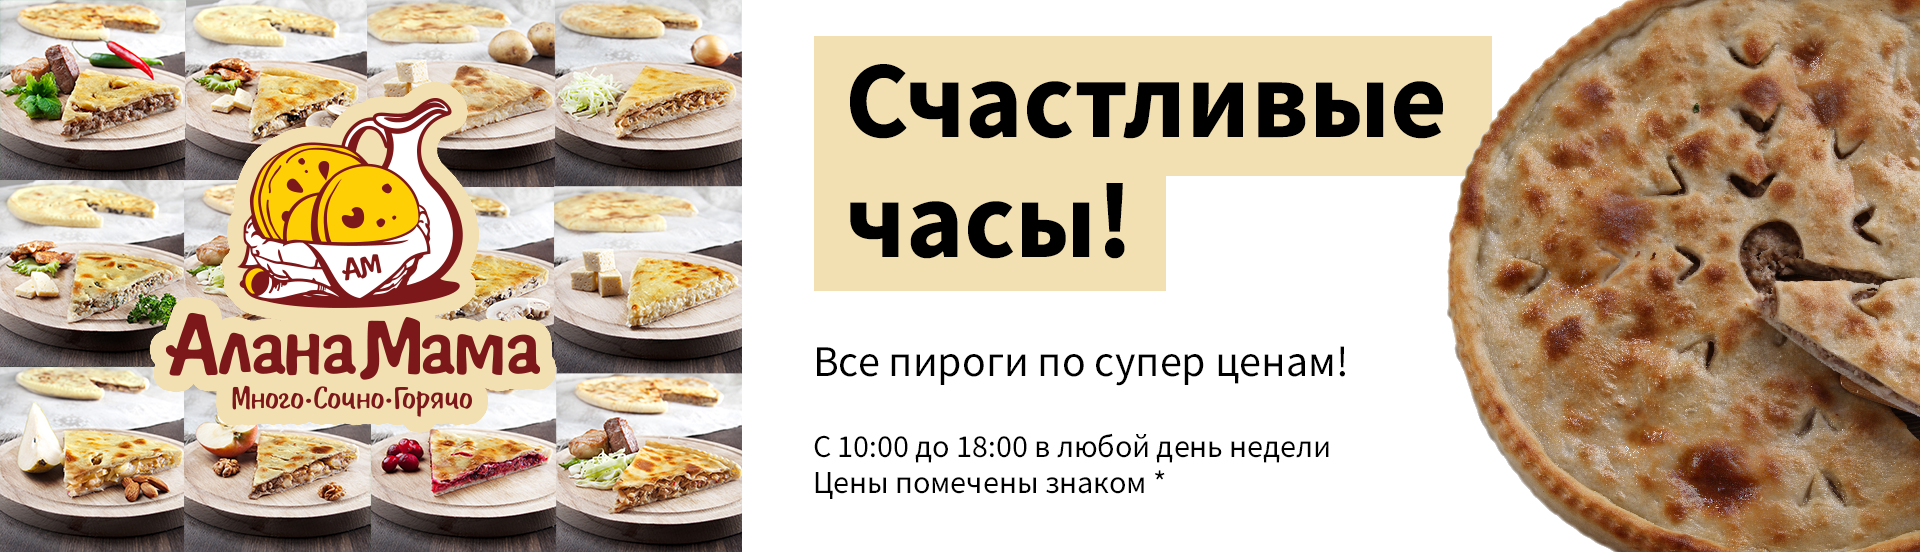 АМ
Алана Мама
Много•Сочно•Горячо
Счастливые
часы!
Все пироги по супер ценам!
С 10:00 до 18:00 в любой день недели
Цены помечены знаком *